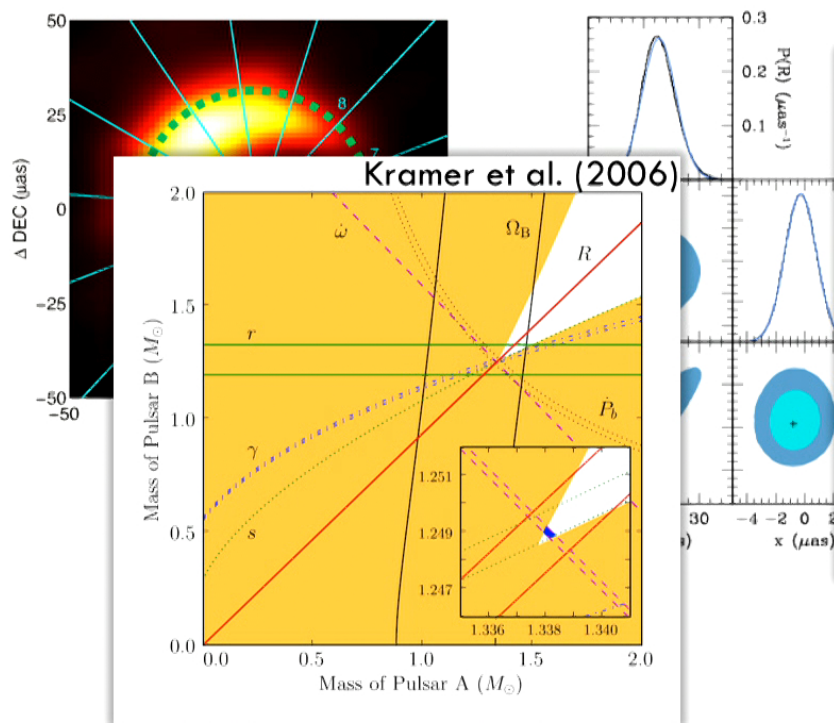 50
25
0
−25
−50
−50
Δ DEC (μas)
8
7
0.3
0.2
0.1
P(R) (μas⁻¹)
Kramer et al. (2006)
2.0
1.5
1.0
0.5
0.0
Mass of Pulsar B (M⊙)
ω̇
Ω_B
R
r
γ
s
Ṗ_b
1.251
1.249
1.247
1.336
1.338
1.340
0.0
0.5
1.0
1.5
2.0
Mass of Pulsar A (M⊙)
30
−4
−2
0
2
x (μas)